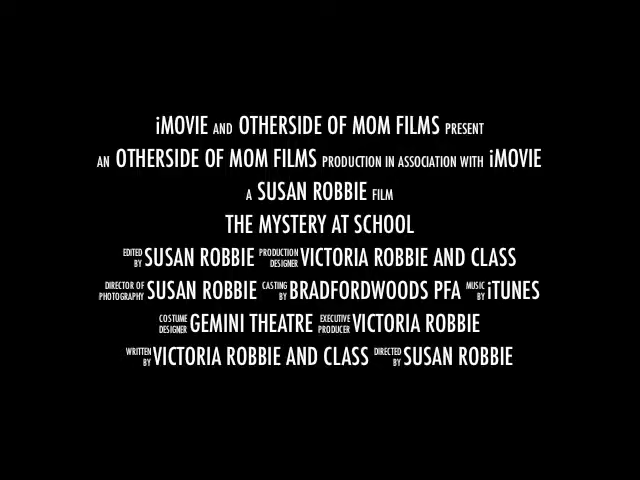 iMOVIE AND OTHERSIDE OF MOM FILMS PRESENT
AN OTHERSIDE OF MOM FILMS PRODUCTION IN ASSOCIATION WITH iMOVIE
A SUSAN ROBBIE FILM
THE MYSTERY AT SCHOOL
EDITED BY SUSAN ROBBIE PRODUCTION DESIGNER VICTORIA ROBBIE AND CLASS
DIRECTOR OF PHOTOGRAPHY SUSAN ROBBIE CASTING BY BRADFORDWOODS PFA MUSIC BY iTUNES
COSTUME DESIGNER GEMINI THEATRE EXECUTIVE PRODUCER VICTORIA ROBBIE
WRITTEN BY VICTORIA ROBBIE AND CLASS DIRECTED BY SUSAN ROBBIE